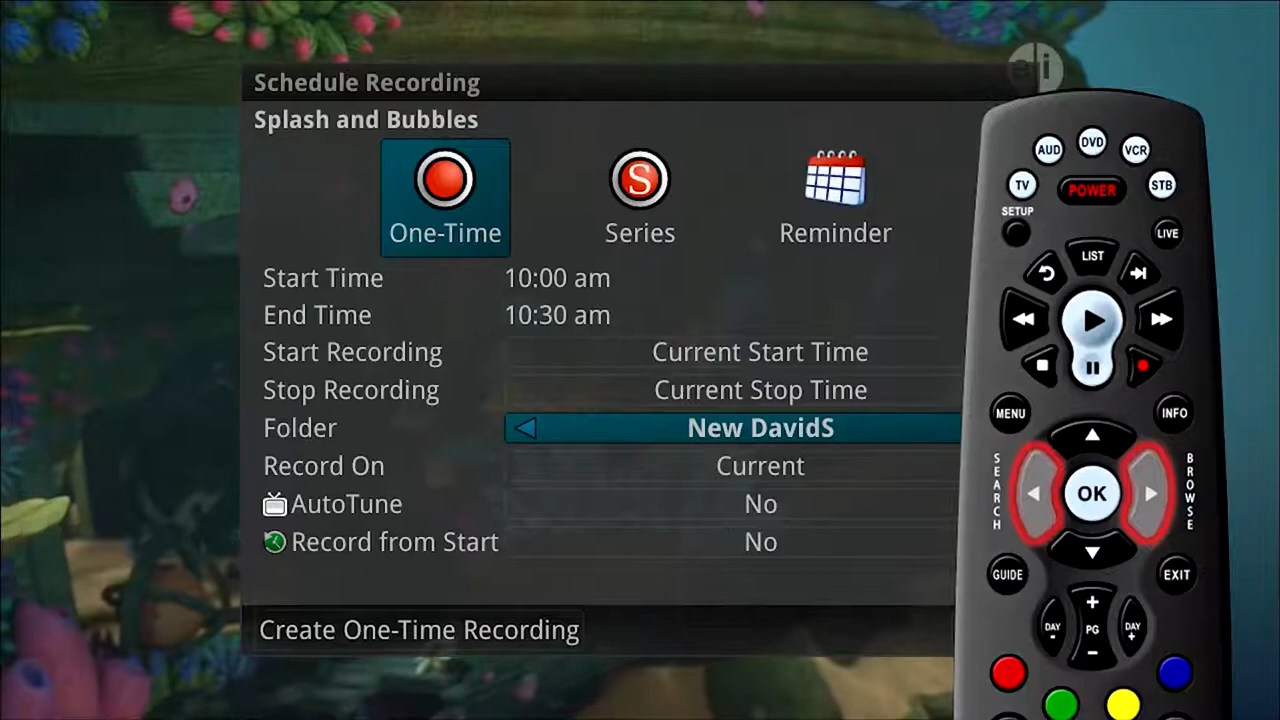 Schedule Recording
Splash and Bubbles
One-Time
S
Series
Reminder
Start Time 10:00 am
End Time 10:30 am
Start Recording Current Start Time
Stop Recording Current Stop Time
Folder New DavidS
Record On Current
AutoTune No
Record from Start No
Create One-Time Recording
AUD DVD VCR
TV POWER STB
SETUP
LIVE
LIST
MENU INFO
SEARCH
OK
BROWSE
GUIDE EXIT
+
DAY - PG DAY +
-